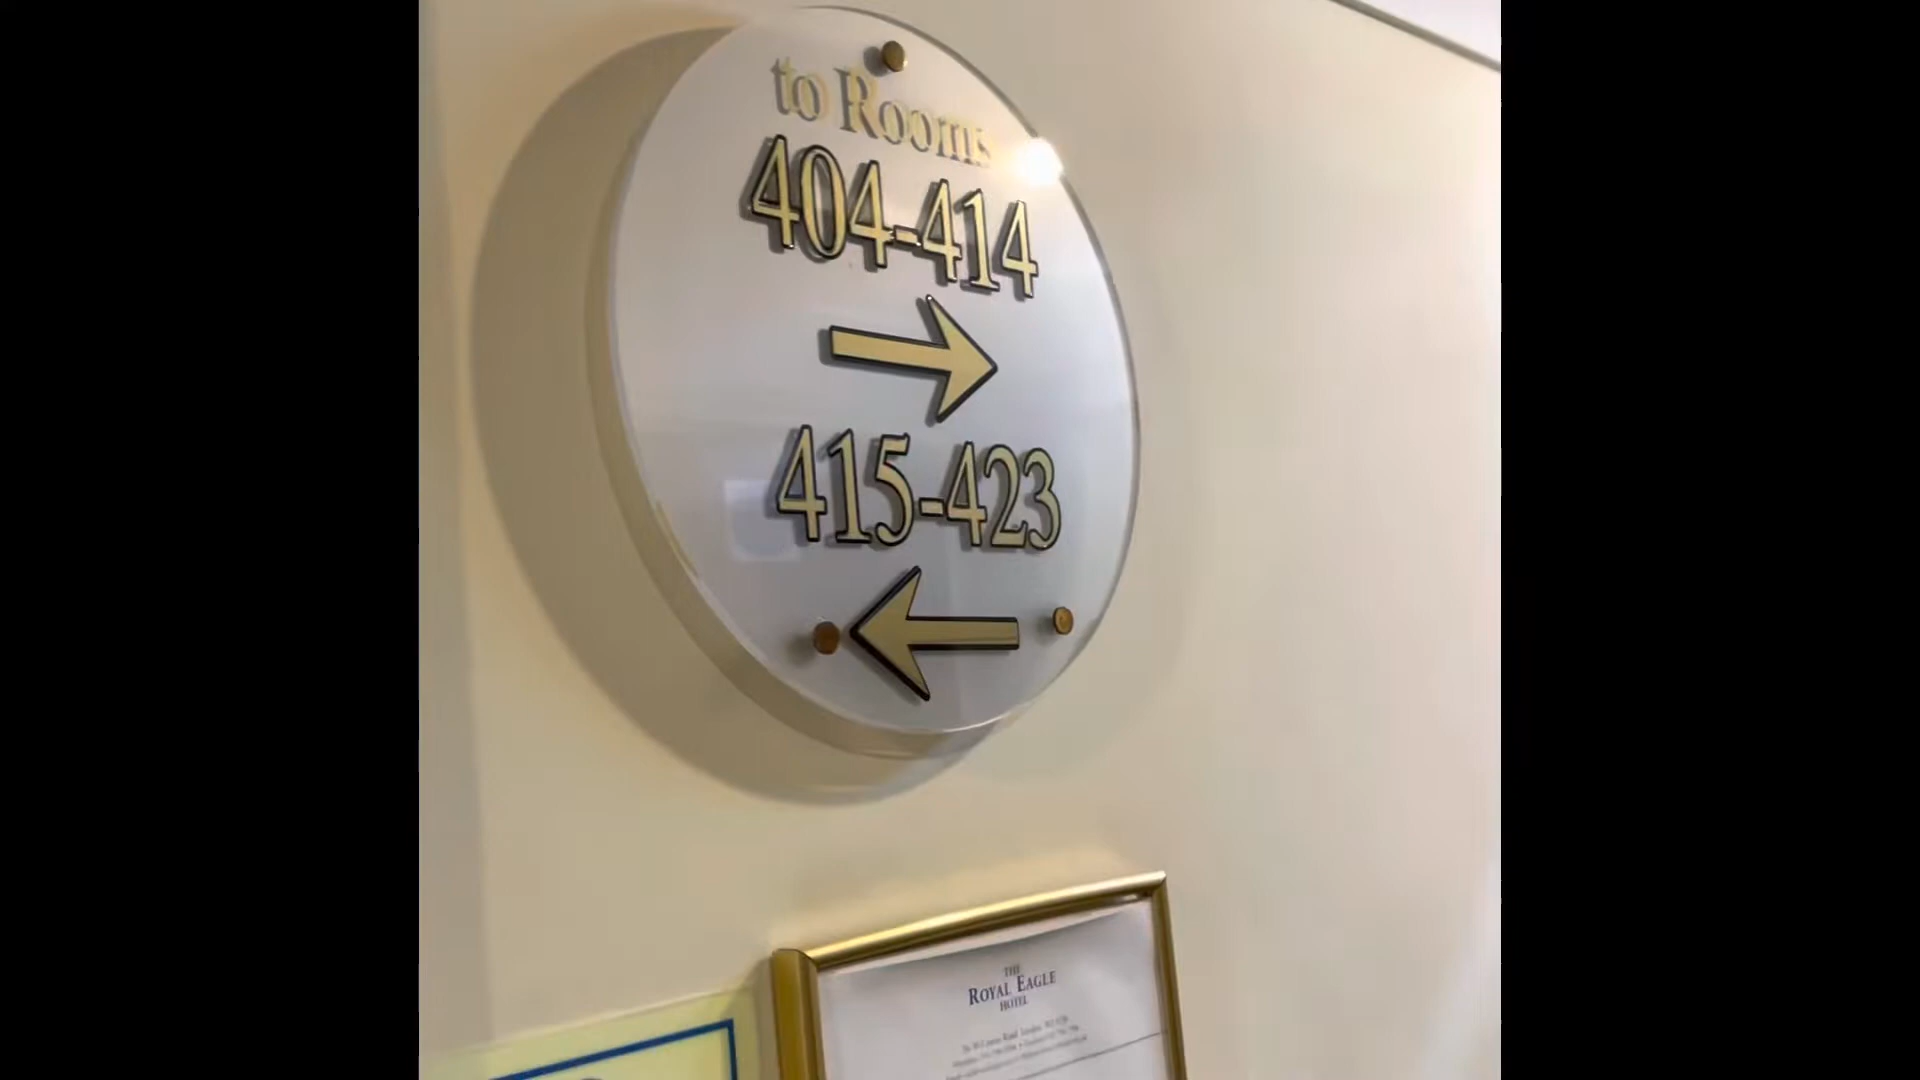 to Rooms
404-414
415-423
THE
ROYAL EAGLE
HOTEL